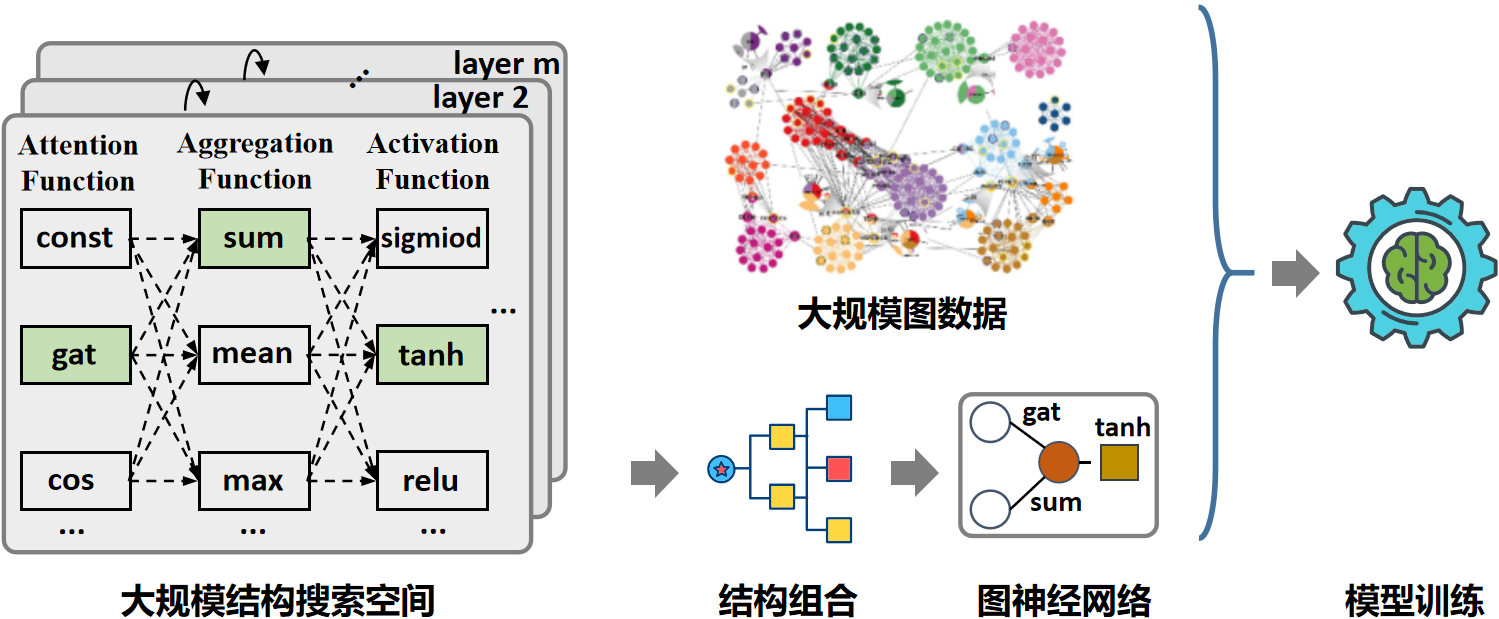 layer m
layer 2
Attention Function
Aggregation Function
Activation Function
const
sum
sigmiod
...
gat
mean
tanh
cos
max
relu
...
...
...
大规模结构搜索空间
大规模图数据
gat
tanh
sum
结构组合
图神经网络
模型训练